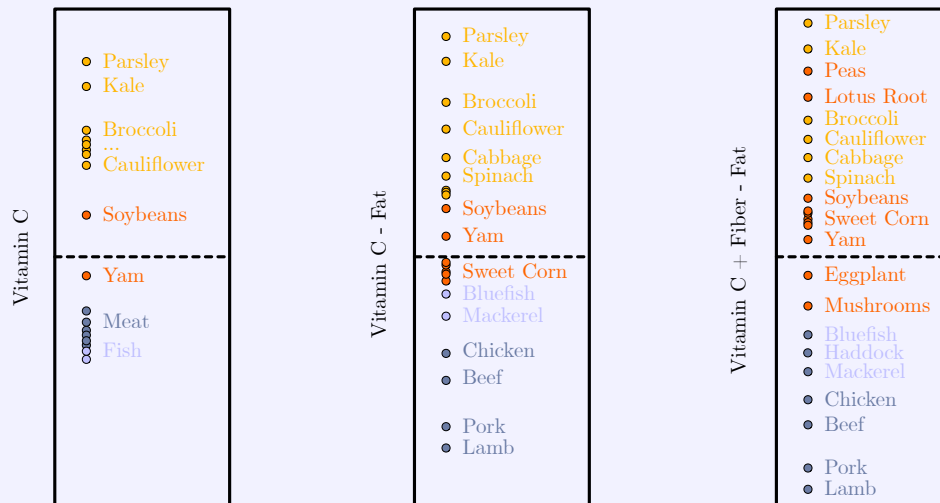 Vitamin C
Parsley
Kale
Broccoli
...
Cauliflower
Soybeans
Yam
Meat
Fish
Vitamin C - Fat
Parsley
Kale
Broccoli
Cauliflower
Cabbage
Spinach
Soybeans
Yam
Sweet Corn
Bluefish
Mackerel
Chicken
Beef
Pork
Lamb
Vitamin C + Fiber - Fat
Parsley
Kale
Peas
Lotus Root
Broccoli
Cauliflower
Cabbage
Spinach
Soybeans
Sweet Corn
Yam
Eggplant
Mushrooms
Bluefish
Haddock
Mackerel
Chicken
Beef
Pork
Lamb